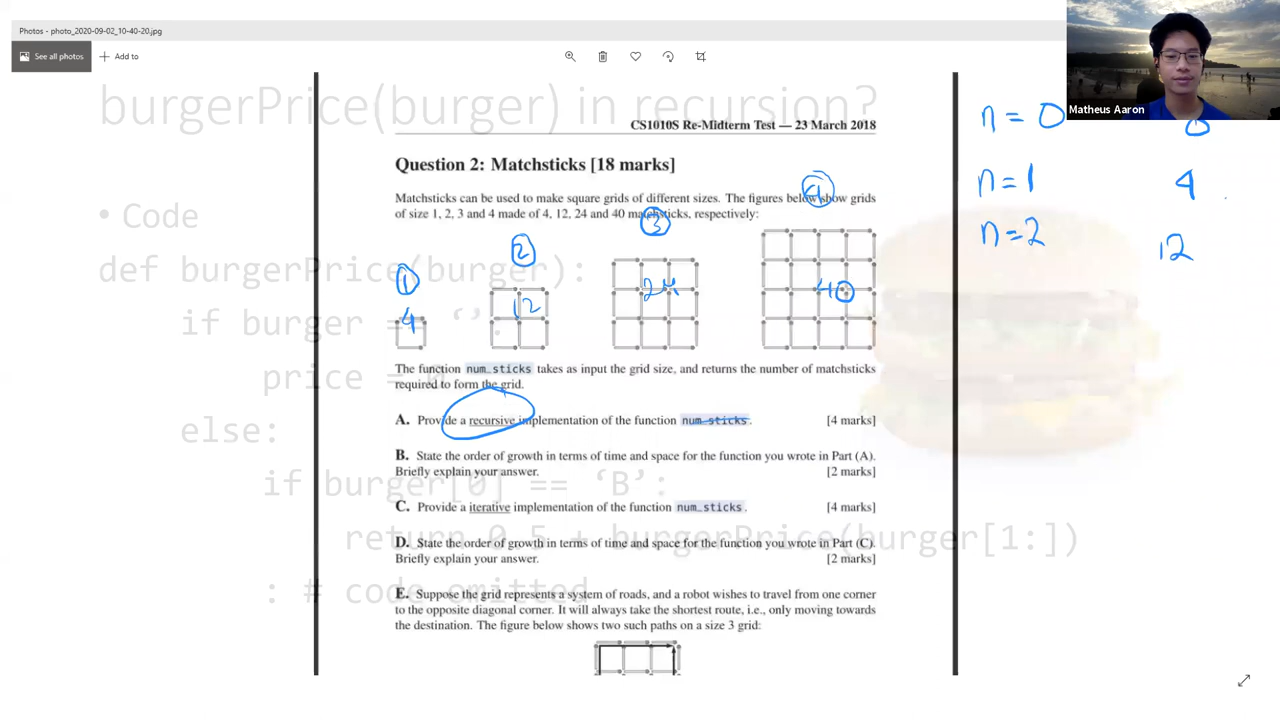 Photos - photo_2020-09-02_10-40-20.jpg
See all photos
Add to
Matheus Aaron
burgerPrice(burger) in recursion?
• Code
def burgerPrice(burger):
if burger = ‘’:
price = 0
else:
if burger[0] == ‘B’:
return 0.5 + burgerPrice(burger[1:])
: # code omitted
CS1010S Re-Midterm Test — 23 March 2018
Question 2: Matchsticks [18 marks]
Matchsticks can be used to make square grids of different sizes. The figures below show grids
of size 1, 2, 3 and 4 made of 4, 12, 24 and 40 matchsticks, respectively:
1
2
3
4
4
12
24
40
The function num_sticks takes as input the grid size, and returns the number of matchsticks
required to form the grid.
A. Provide a recursive implementation of the function num_sticks. [4 marks]
B. State the order of growth in terms of time and space for the function you wrote in Part (A).
Briefly explain your answer. [2 marks]
C. Provide a iterative implementation of the function num_sticks. [4 marks]
D. State the order of growth in terms of time and space for the function you wrote in Part (C).
Briefly explain your answer. [2 marks]
E. Suppose the grid represents a system of roads, and a robot wishes to travel from one corner
to the opposite diagonal corner. It will always take the shortest route, i.e., only moving towards
the destination. The figure below shows two such paths on a size 3 grid:
n = 0 0
n = 1 4
n = 2 12